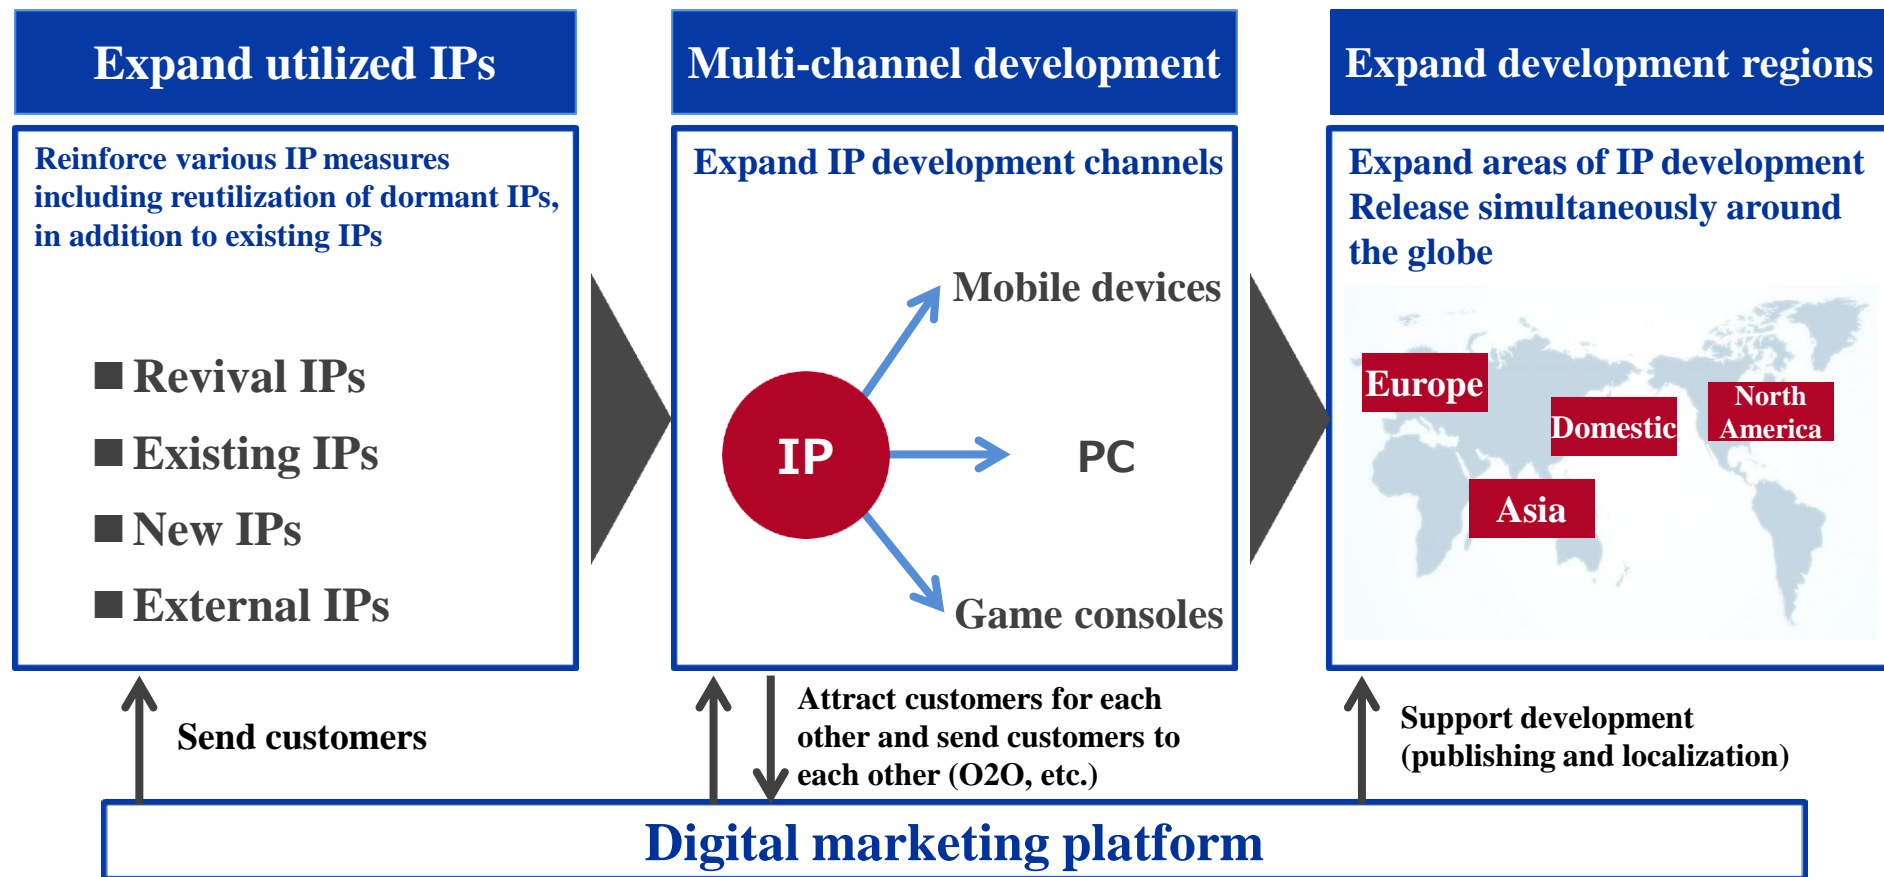 Expand utilized IPs
Reinforce various IP measures
including reutilization of dormant IPs,
in addition to existing IPs
■ Revival IPs
■ Existing IPs
■ New IPs
■ External IPs
Send customers
Multi-channel development
Expand IP development channels
IP
Mobile devices
PC
Game consoles
Attract customers for each
other and send customers to
each other (O2O, etc.)
Expand development regions
Expand areas of IP development
Release simultaneously around
the globe
Europe
Domestic
North
America
Asia
Support development
(publishing and localization)
Digital marketing platform